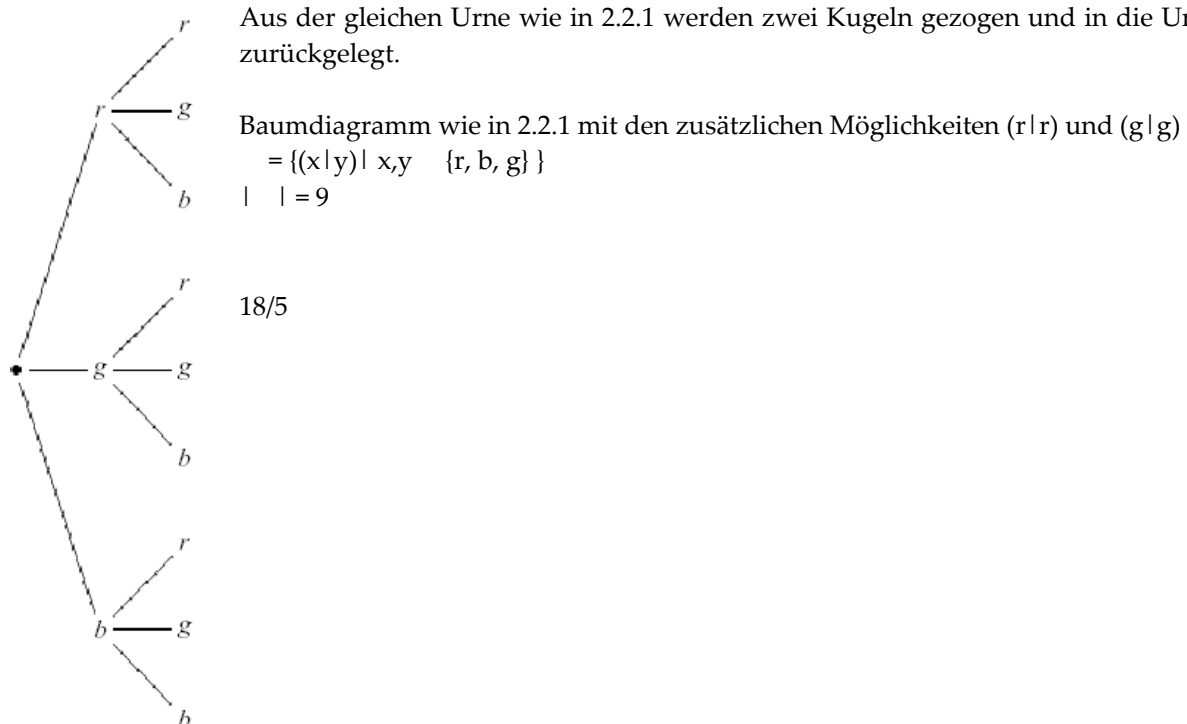 Aus der gleichen Urne wie in 2.2.1 werden zwei Kugeln gezogen und in die
zurückgelegt.
Baumdiagramm wie in 2.2.1 mit den zusätzlichen Möglichkeiten (r|r) und (g|g)
= {(x|y)| x,y {r, b, g} }
| | = 9
18/5
r
r g
b
r
g g
b
r
b g
b